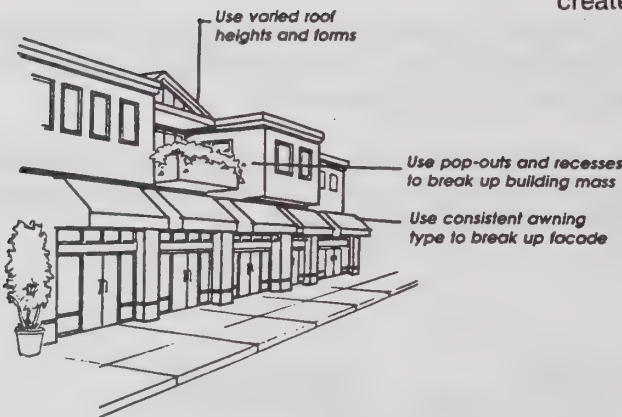 create
Use varied roof
heights and forms
Use pop-outs and recesses
to break up building mass
Use consistent awning
type to break up facade